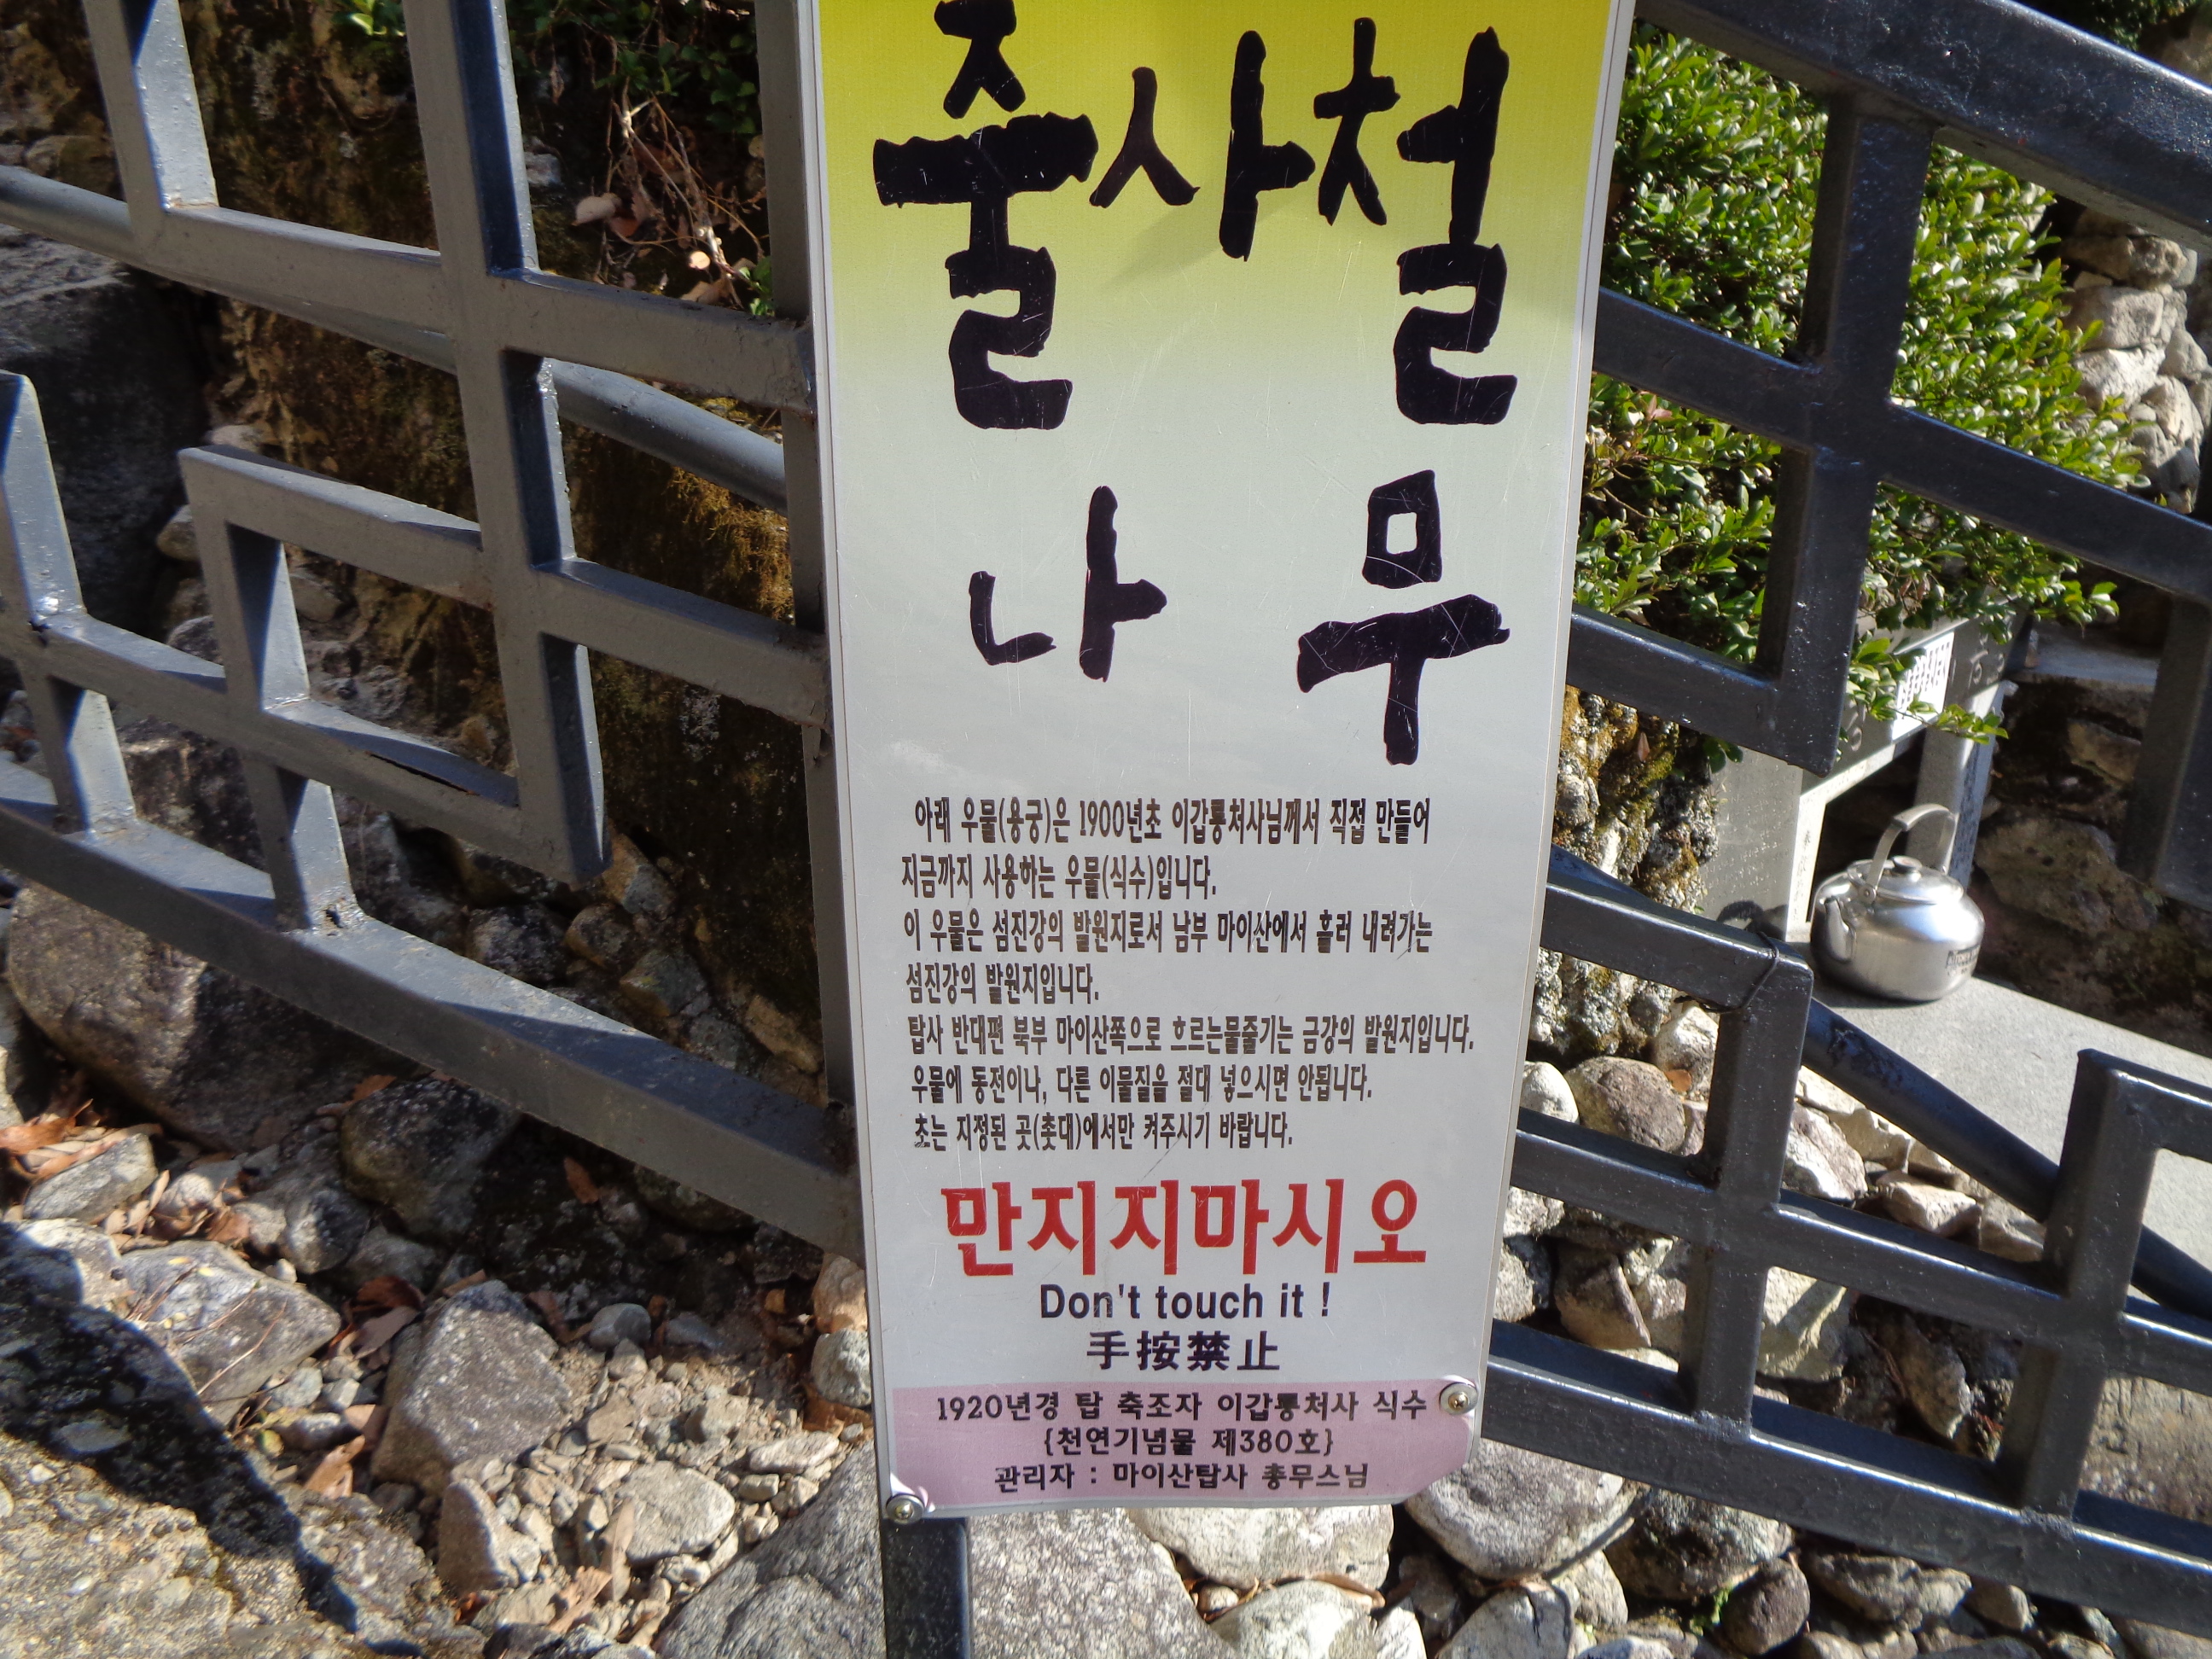 줄사철
나무
아래 우물(용궁)은 1900년초 이갑룡처사님께서 직접 만들어
지금까지 사용하는 우물(식수)입니다.
이 우물은 섬진강의 발원지로서 남부 마이산에서 흘러 내려가는
섬진강의 발원지입니다.
탑사 반대편 북부 마이산쪽으로 흐르는물줄기는 금강의 발원지입니다.
우물에 동전이나, 다른 이물질을 절대 넣으시면 안됩니다.
초는 지정된 곳(촛대)에서만 켜주시기 바랍니다.
만지지마시오
Don't touch it !
手按禁止
1920년경 탑 축조자 이갑룡처사 식수
{천연기념물 제380호}
관리자 : 마이산탑사 총무스님